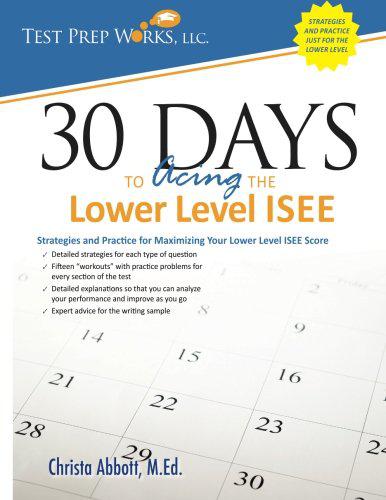 TEST PREP WORKS, LLC.
STRATEGIES
AND PRACTICE
JUST FOR THE
LOWER LEVEL
30 DAYS
TO Acing THE
Lower Level ISEE
Strategies and Practice for Maximizing Your Lower Level ISEE Score
✓ Detailed strategies for each type of question
✓ Fifteen "workouts" with practice problems for
every section of the test
✓ Detailed explanations so that you can analyze
your performance and improve as you go
✓ Expert advice for the writing sample
2
7
9
14
15
16
21
22
23
28
29
30
Christa Abbott, M.Ed.